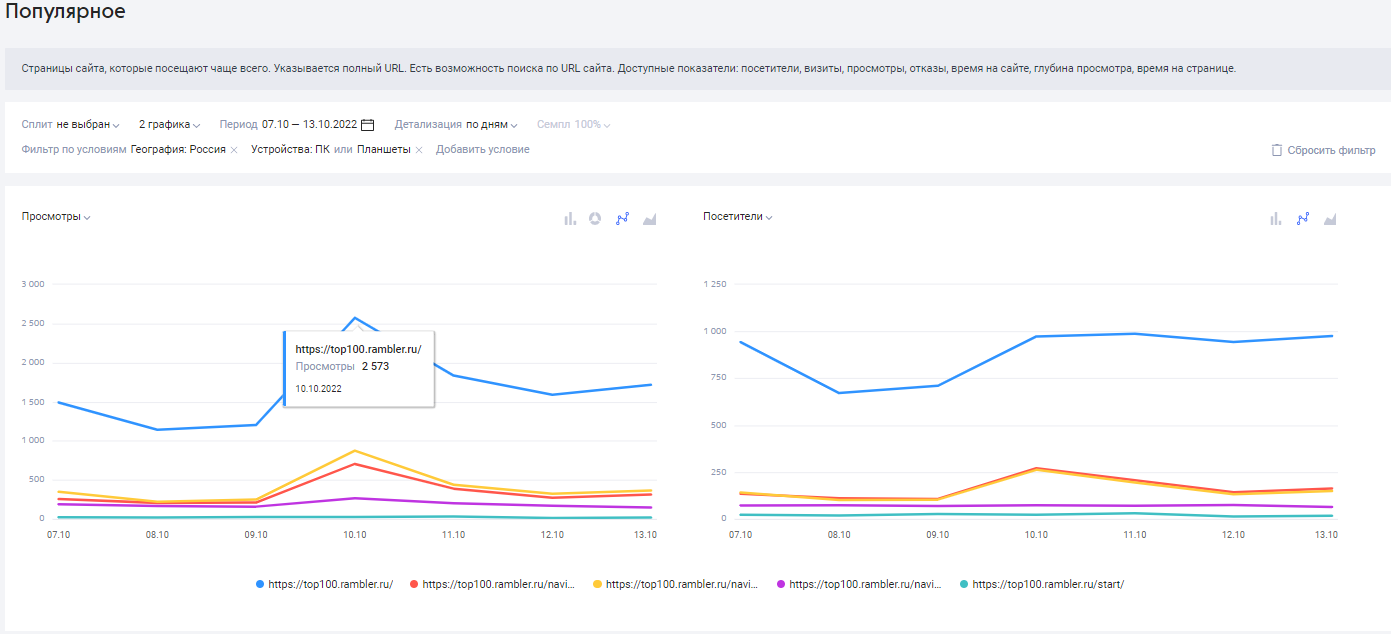 Популярное
Страницы сайта, которые посещают чаще всего. Указывается полный URL. Есть возможность поиска по URL сайта. Доступные показатели: посетители, визиты, просмотры, отказы, время на сайте, глубина просмотра, время на странице.
Сплит не выбран 2 графика Период 07.10 — 13.10.2022 Детализация по дням Семпл 100%
Фильтр по условиям География: Россия × Устройства: ПК или Планшеты × Добавить условие Сбросить фильтр
Просмотры
3 000
2 500
2 000
1 500
1 000
500
0
07.10 08.10 09.10 10.10 11.10 12.10 13.10
https://top100.rambler.ru/
Просмотры 2 573
10.10.2022
Посетители
1 250
1 000
750
500
250
0
07.10 08.10 09.10 10.10 11.10 12.10 13.10
https://top100.rambler.ru/ https://top100.rambler.ru/navi... https://top100.rambler.ru/navi... https://top100.rambler.ru/navi... https://top100.rambler.ru/start/